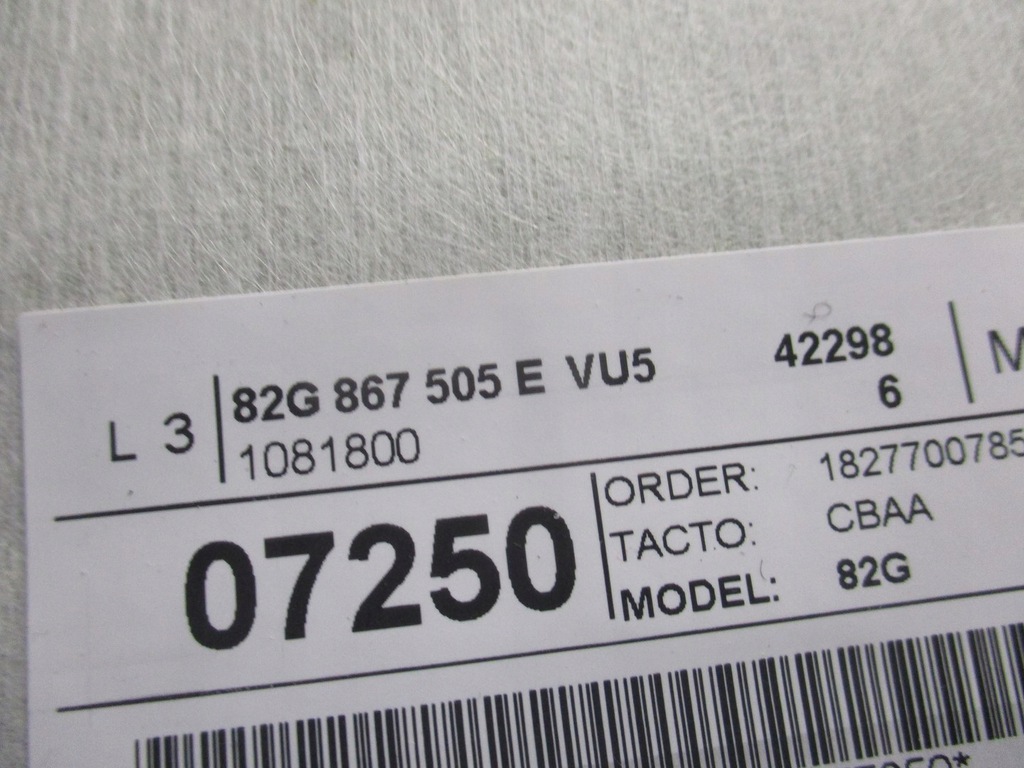 L 3 82G 867 505 E VU5 42298 M
1081800 6
07250
ORDER: 1827700785
TACTO: CBAA
MODEL: 82G